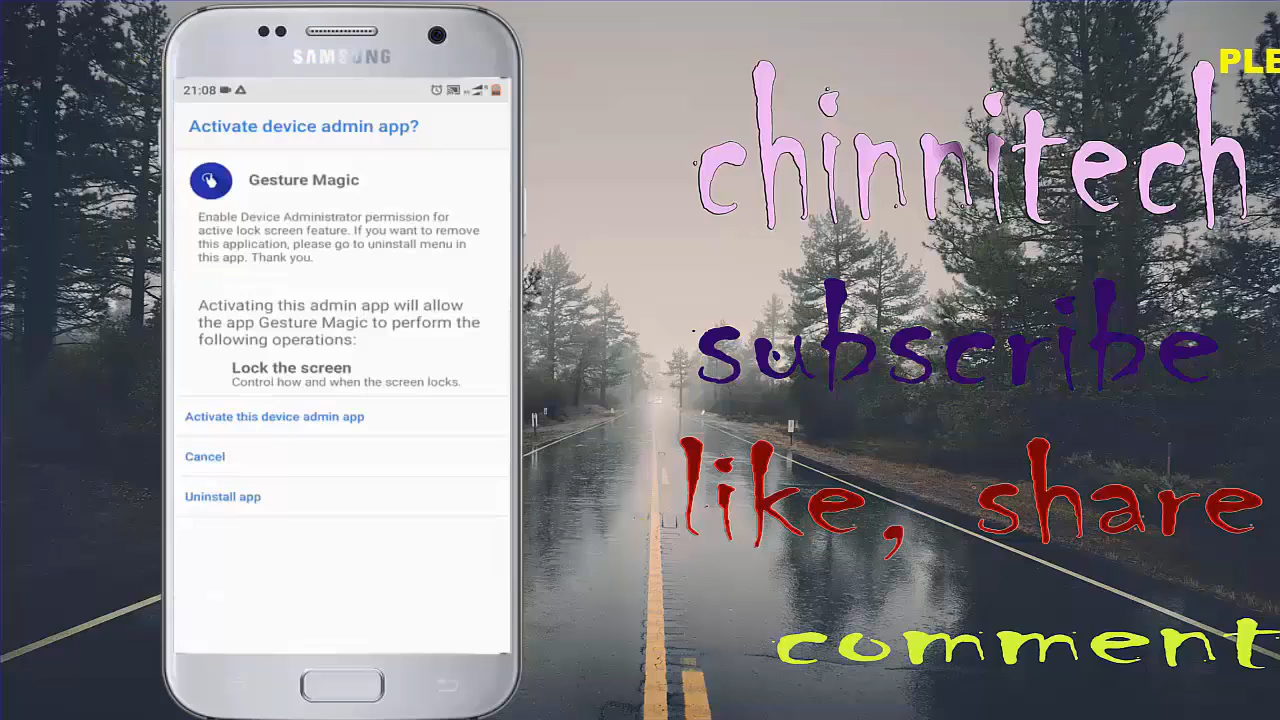 SAMSUNG
21:08
Activate device admin app?
Gesture Magic
Enable Device Administrator permission for
active lock screen feature. If you want to remove
this application, please go to uninstall menu in
this app. Thank you.
Activating this admin app will allow
the app Gesture Magic to perform the
following operations:
Lock the screen
Control how and when the screen locks.
Activate this device admin app
Cancel
Uninstall app
PLE
chinnitech
subscribe
like, share
comment